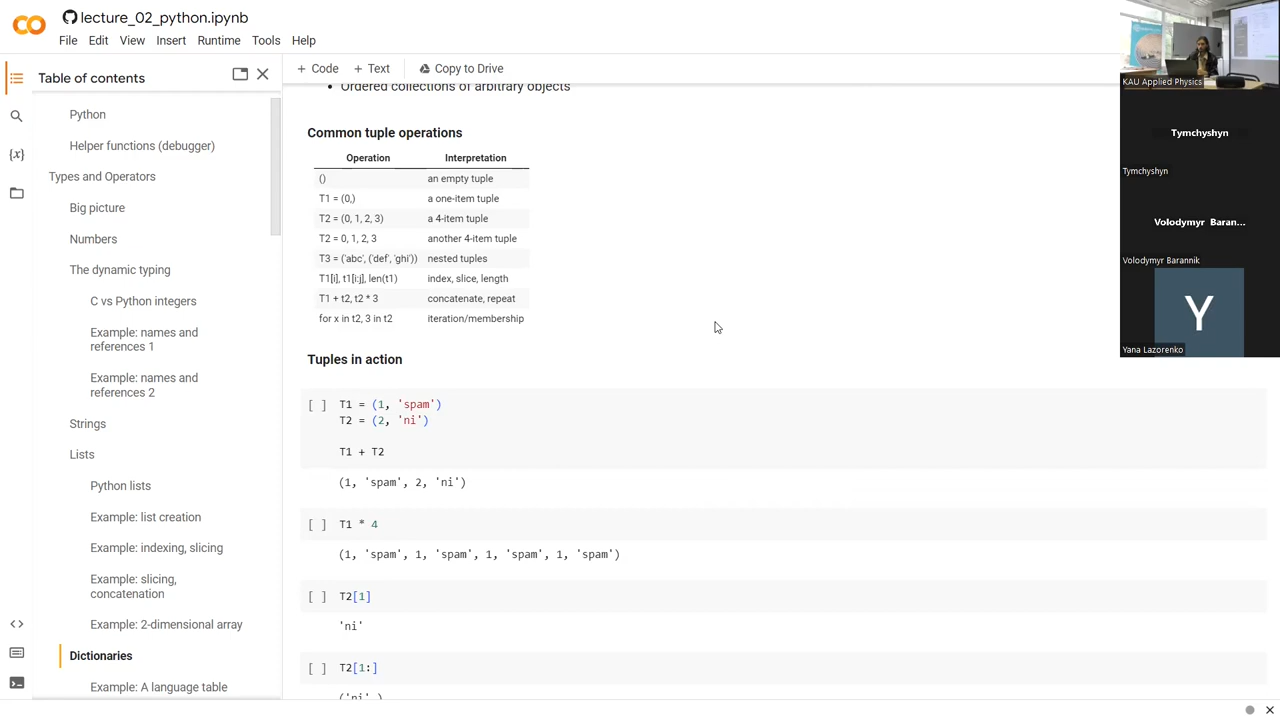 lecture_02_python.ipynb
File Edit View Insert Runtime Tools Help
Table of contents
+ Code + Text Copy to Drive
Python
Helper functions (debugger)
Types and Operators
Big picture
Numbers
The dynamic typing
C vs Python integers
Example: names and
references 1
Example: names and
references 2
Strings
Lists
Python lists
Example: list creation
Example: indexing, slicing
Example: slicing,
concatenation
Example: 2-dimensional array
Dictionaries
Example: A language table
• Ordered collections of arbitrary objects
Common tuple operations
Operation Interpretation
() an empty tuple
T1 = (0,) a one-item tuple
T2 = (0, 1, 2, 3) a 4-item tuple
T2 = 0, 1, 2, 3 another 4-item tuple
T3 = ('abc', ('def', 'ghi')) nested tuples
T1[i], t1[i:j], len(t1) index, slice, length
T1 + t2, t2 * 3 concatenate, repeat
for x in t2, 3 in t2 iteration/membership
Tuples in action
[ ] T1 = (1, 'spam')
T2 = (2, 'ni')
T1 + T2
(1, 'spam', 2, 'ni')
[ ] T1 * 4
(1, 'spam', 1, 'spam', 1, 'spam', 1, 'spam')
[ ] T2[1]
'ni'
[ ] T2[1:]
('ni',)
KAU Applied Physics
Tymchyshyn
Tymchyshyn
Volodymyr Baran...
Volodymyr Barannik
Y
Yana Lazorenko